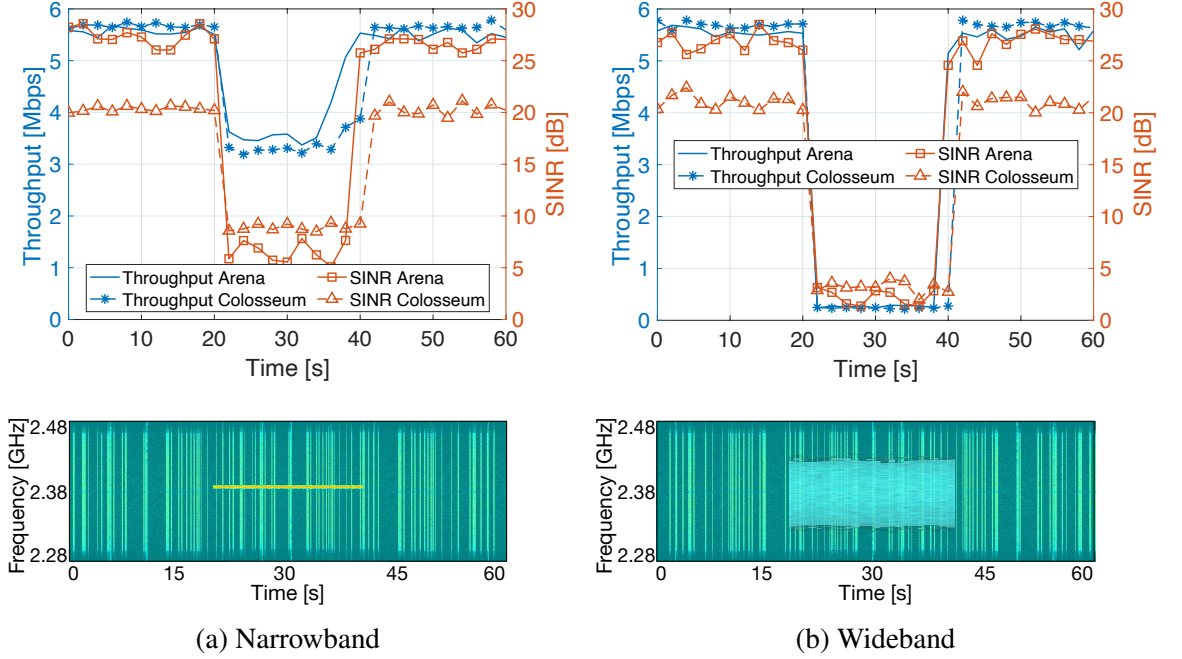 6
5
4
3
2
1
0
Throughput [Mbps]
30
25
20
15
10
5
0
SINR [dB]
Throughput Arena
Throughput Colosseum
SINR Arena
SINR Colosseum
0 10 20 30 40 50 60
Time [s]
6
5
4
3
2
1
0
Throughput [Mbps]
30
25
20
15
10
5
0
SINR [dB]
Throughput Arena
Throughput Colosseum
SINR Arena
SINR Colosseum
0 10 20 30 40 50 60
Time [s]
Frequency [GHz]
2.48
2.38
2.28
0 15 30 45 60
Time [s]
Frequency [GHz]
2.48
2.38
2.28
0 15 30 45 60
Time [s]
(a) Narrowband
(b) Wideband